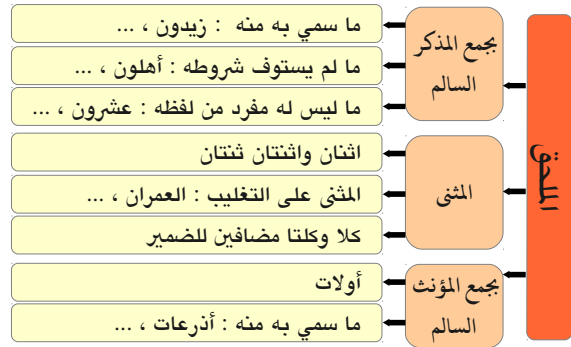 الملحق
بجمع المذكر
السالم
ما سمي به منه : زيدون ، ...
ما لم يستوف شروطه : أهلون ، ...
ما ليس له مفرد من لفظه : عشرون ، ...
المثنى
اثنان واثنتان ثنتان
المثنى على التغليب : العمران ، ...
كلا وكلتا مضافين للضمير
بجمع المؤنث
السالم
أولات
ما سمي به منه : أذرعات ، ...